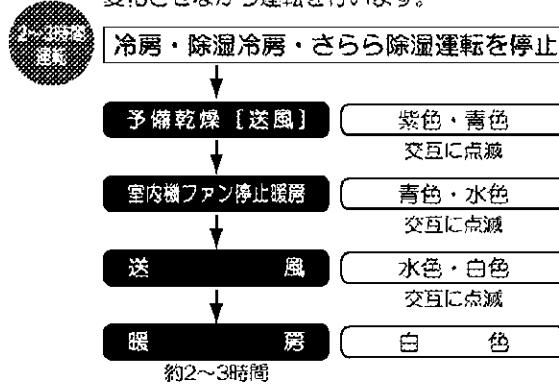 変化させながら運転を行います。
2～3時間
運転
冷房・除湿冷房・さらら除湿運転を停止
予備乾燥［送風］
紫色・青色
交互に点滅
室内機ファン停止暖房
青色・水色
交互に点滅
送風
水色・白色
交互に点滅
暖房
白色
約2～3時間